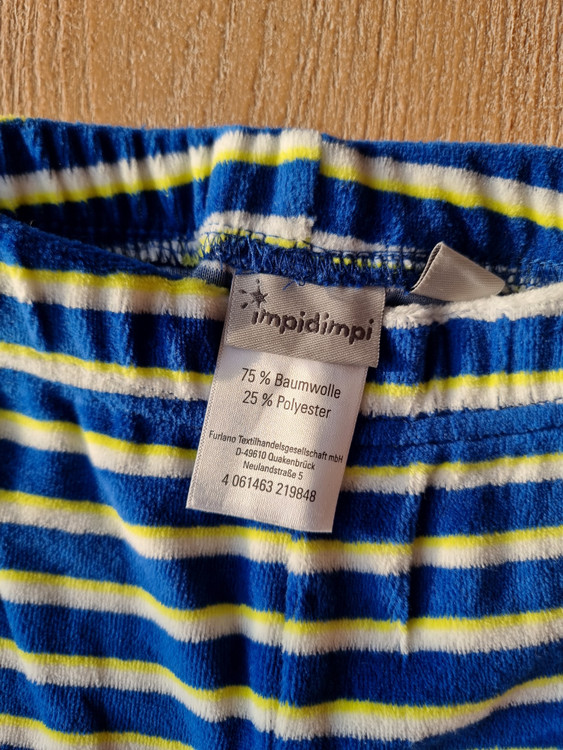 impidimpi
75 % Baumwolle
25 % Polyester
Furlano Textilhandelsgesellschaft mbH
D-49610 Quakenbrück
Neulandstraße 5
4 061463 219848